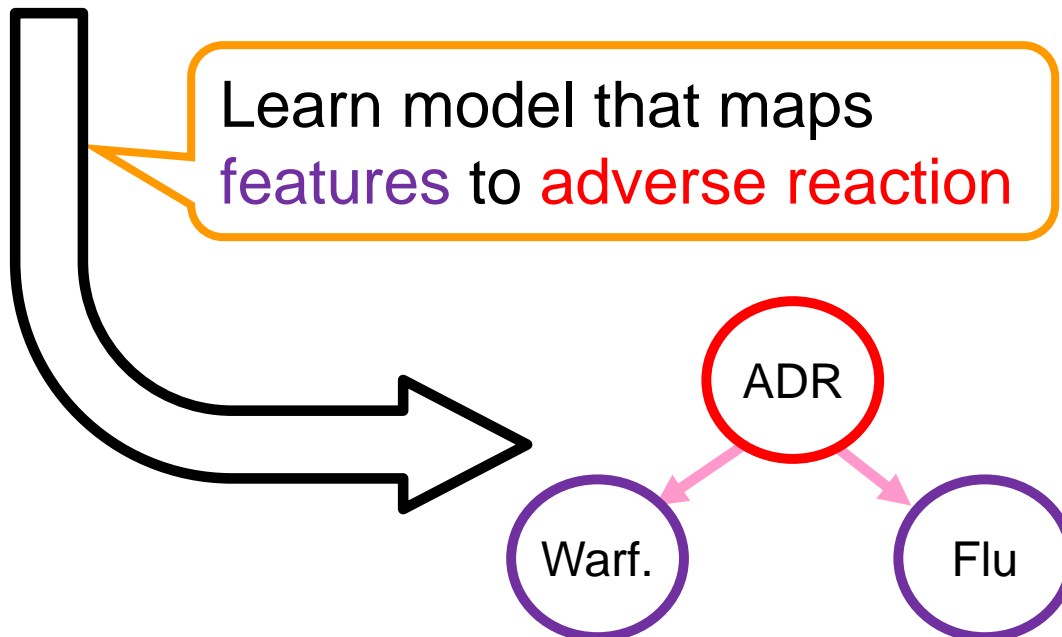 Learn model that maps
features to adverse reaction
ADR
Warf.
Flu